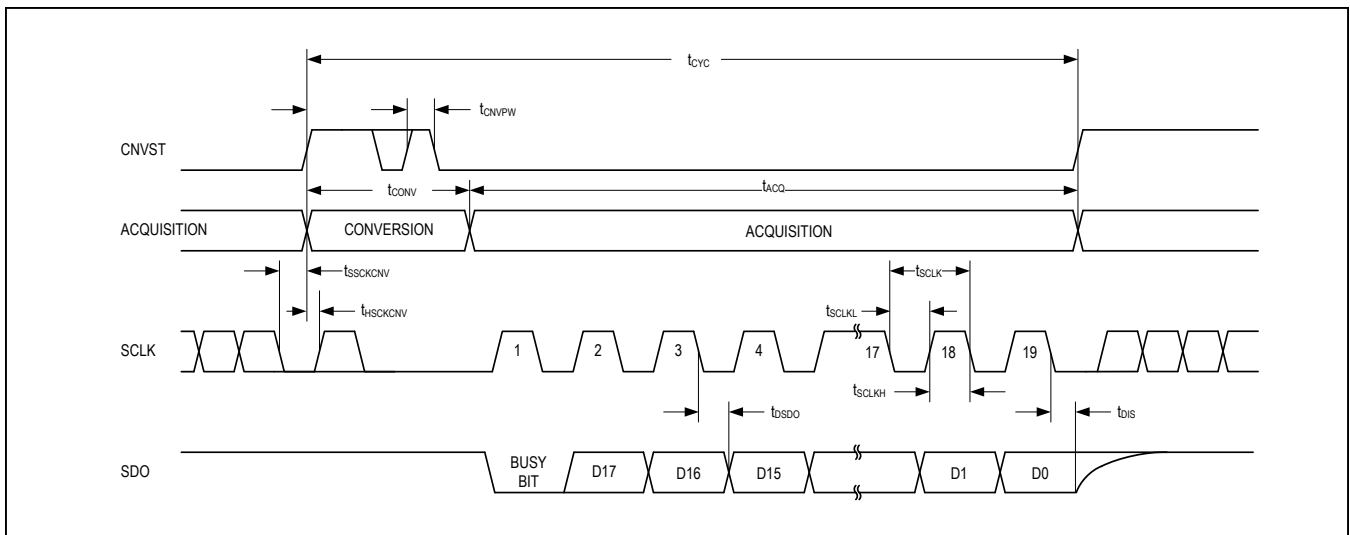 tCYC
tCNVPW
CNVST
tCONV
tACQ
ACQUISITION
CONVERSION
ACQUISITION
tSSCKCNV
tSCLK
tHSCKCNV
tSCLKL
SCLK
1 2 3 4 17 18 19
tSCLKH
tDSDO
tDIS
SDO
BUSY
BIT
D17 D16 D15 D1 D0